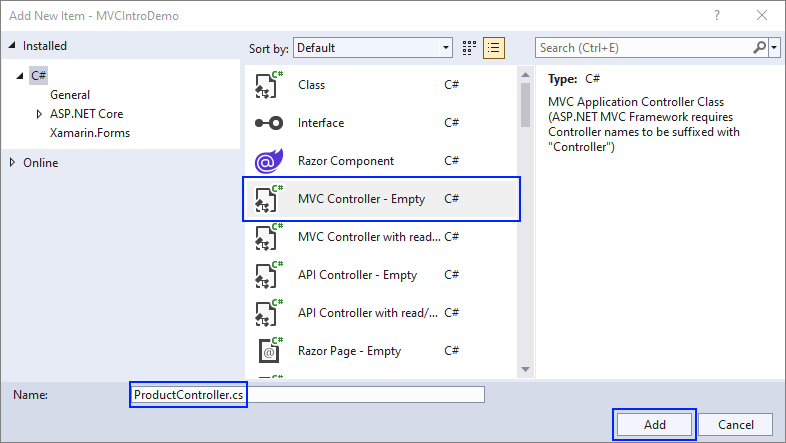 Add New Item - MVCIntroDemo
Installed
Sort by: Default
Search (Ctrl+E)
C#
General
ASP.NET Core
Xamarin.Forms
Online
C# Class C#
Interface C#
Razor Component C#
C# MVC Controller - Empty C#
C# MVC Controller with read... C#
C# API Controller - Empty C#
C# API Controller with read/... C#
Razor Page - Empty C#
C#
Type: C#
MVC Application Controller Class
(ASP.NET MVC Framework requires
Controller names to be suffixed with
"Controller")
Name: ProductController.cs
Add Cancel